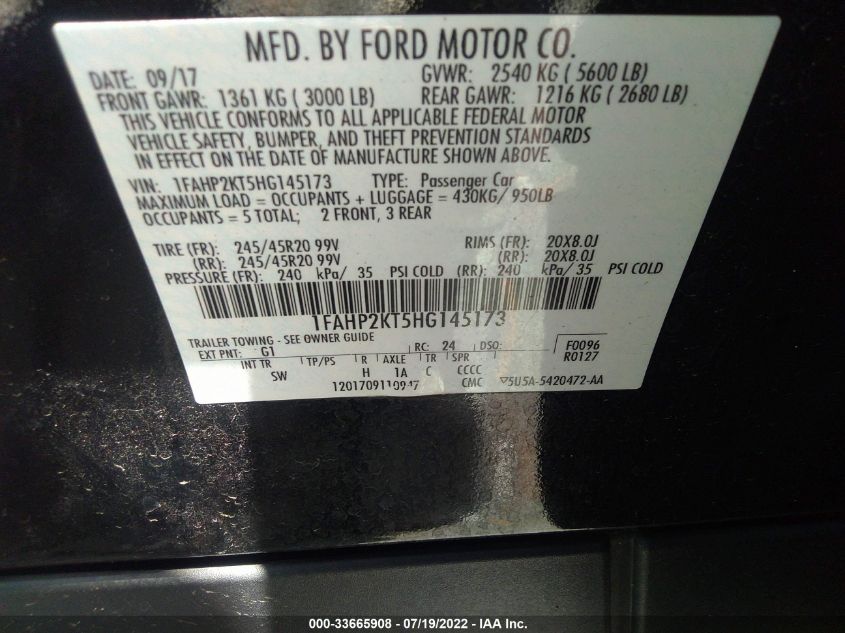 MFD. BY FORD MOTOR CO.
DATE: 09/17 GVWR: 2540 KG ( 5600 LB)
FRONT GAWR: 1361 KG ( 3000 LB) REAR GAWR: 1216 KG ( 2680 LB)
THIS VEHICLE CONFORMS TO ALL APPLICABLE FEDERAL MOTOR
VEHICLE SAFETY, BUMPER, AND THEFT PREVENTION STANDARDS
IN EFFECT ON THE DATE OF MANUFACTURE SHOWN ABOVE.
VIN: 1FAHP2KT5HG145173 TYPE: Passenger Car
MAXIMUM LOAD = OCCUPANTS + LUGGAGE = 430KG/ 950LB
OCCUPANTS = 5 TOTAL; 2 FRONT, 3 REAR
TIRE (FR): 245/45R20 99V RIMS (FR): 20X8.0J
(RR): 245/45R20 99V (RR): 20X8.0J
PRESSURE (FR): 240 kPa/ 35 PSI COLD (RR): 240 kPa/ 35 PSI COLD
1FAHP2KT5HG145173
TRAILER TOWING - SEE OWNER GUIDE
EXT PNT: G1 RC: 24 DSO: F0096
INT TR TP/PS R AXLE TR SPR R0127
SW H 1A C CCCC
CMC ▽5U5A-5420472-AA
000-33665908 - 07/19/2022 - IAA Inc.